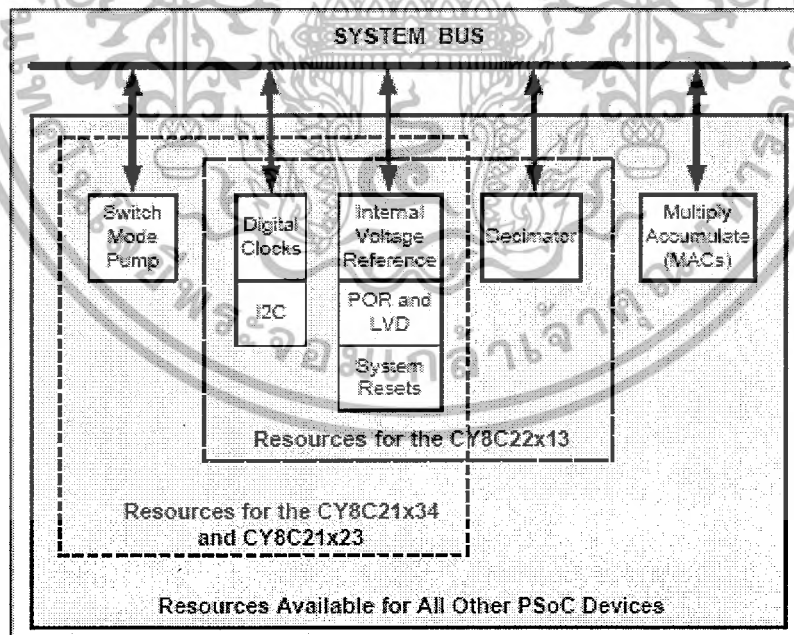 SYSTEM BUS
Switch
Mode
Pump
Digital
Clocks
I2C
Internal
Voltage
Reference
POR and
LVD
System
Resets
Decimator
Multiply
Accumulate
(MACs)
Resources for the CY8C22x13
Resources for the CY8C21x34
and CY8C21x23
Resources Available for All Other PSoC Devices